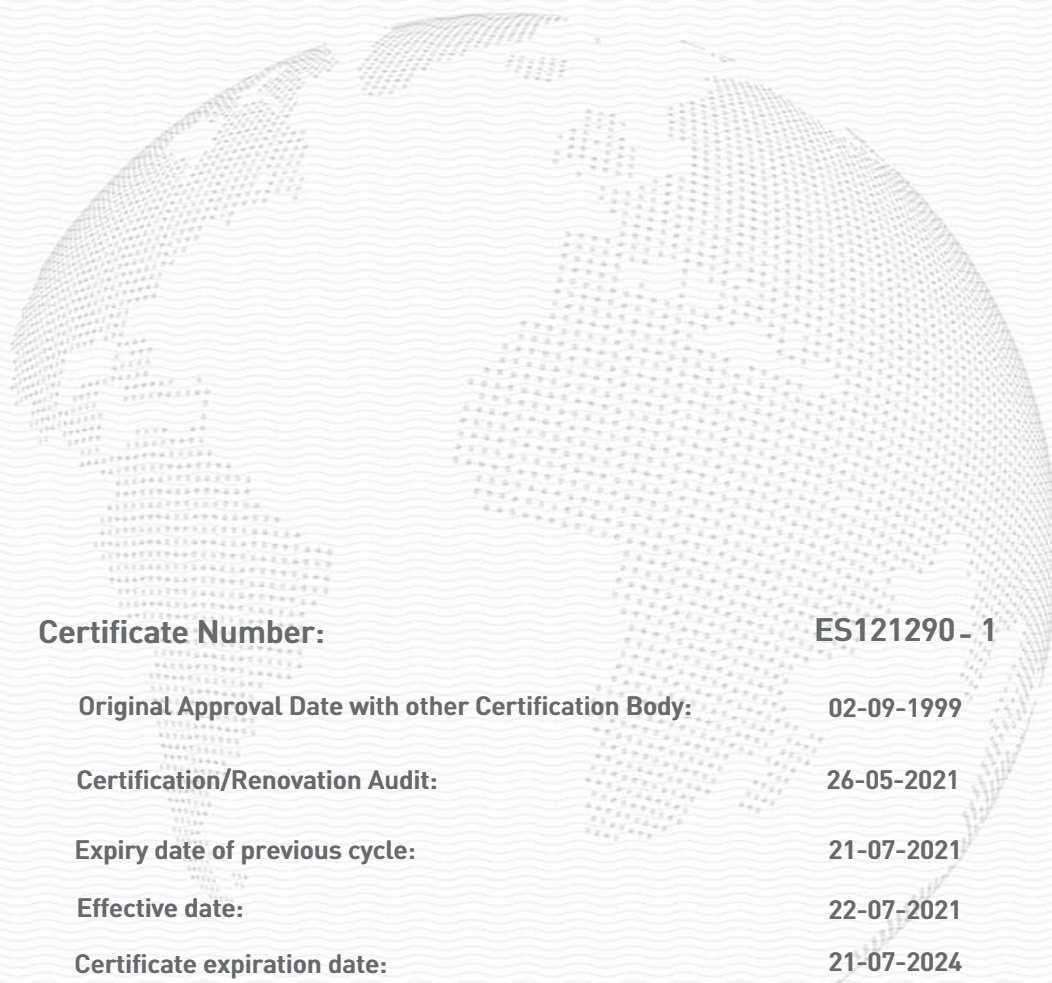 Certificate Number: ES121290- 1
Original Approval Date with other Certification Body: 02-09-1999
Certification/Renovation Audit: 26-05-2021
Expiry date of previous cycle: 21-07-2021
Effective date: 22-07-2021
Certificate expiration date: 21-07-2024